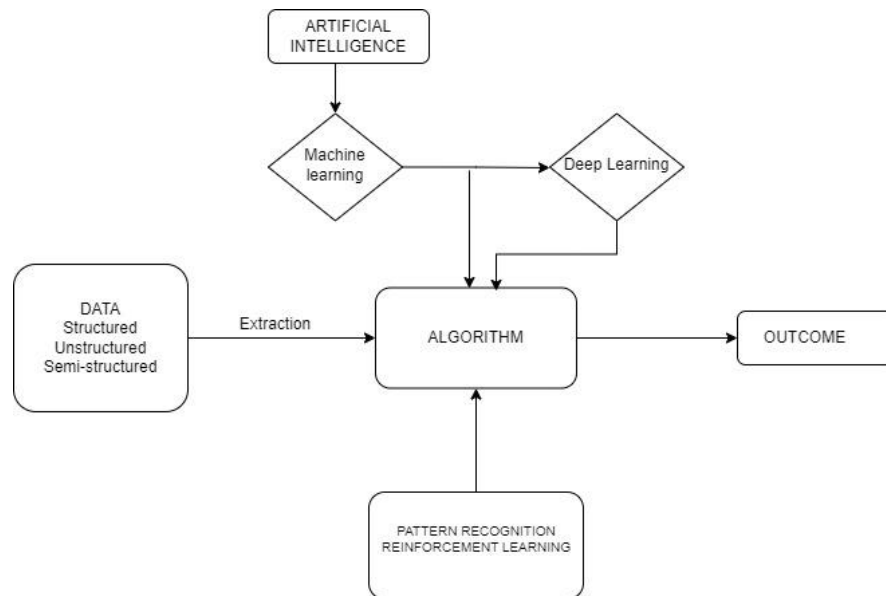 ARTIFICIAL
INTELLIGENCE
Machine
learning
Deep Learning
DATA
Structured
Unstructured
Semi-structured
Extraction
ALGORITHM
OUTCOME
PATTERN RECOGNITION
REINFORCEMENT LEARNING